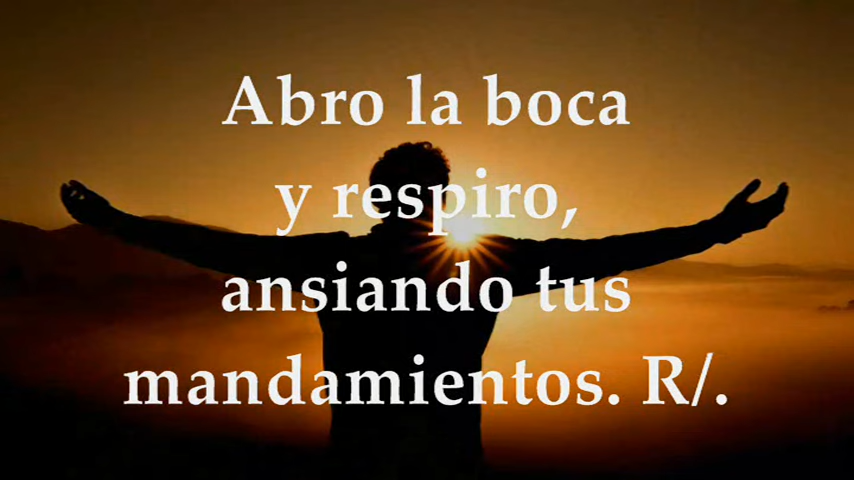 Abro la boca
y respiro,
ansiando tus
mandamientos. R/.